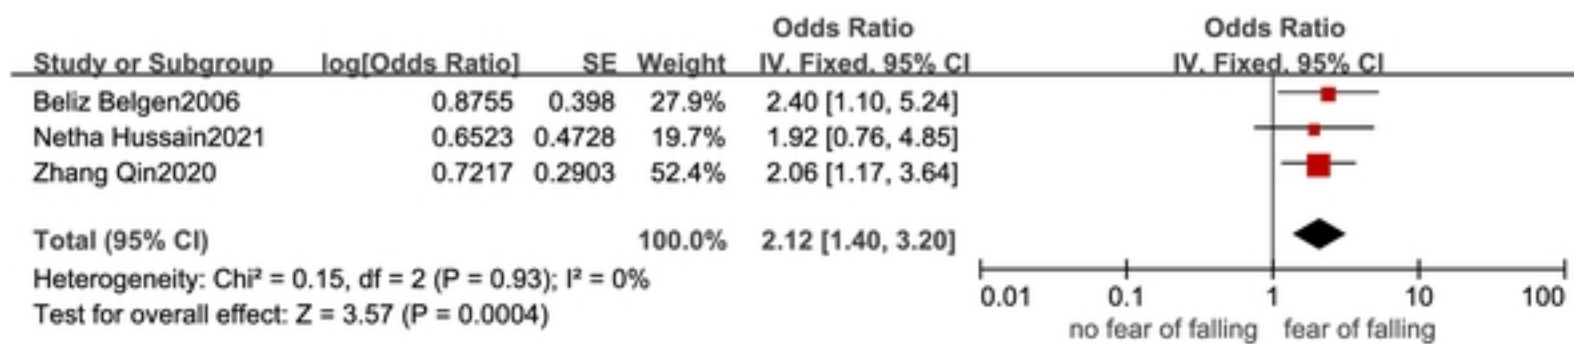 Odds Ratio Odds Ratio
Study or Subgroup log[Odds Ratio] SE Weight IV. Fixed. 95% CI IV. Fixed. 95% CI
Beliz Belgen2006 0.8755 0.398 27.9% 2.40 [1.10, 5.24]
Netha Hussain2021 0.6523 0.4728 19.7% 1.92 [0.76, 4.85]
Zhang Qin2020 0.7217 0.2903 52.4% 2.06 [1.17, 3.64]
Total (95% CI) 100.0% 2.12 [1.40, 3.20]
Heterogeneity: Chi² = 0.15, df = 2 (P = 0.93); I² = 0%
Test for overall effect: Z = 3.57 (P = 0.0004)
0.01 0.1 1 10 100
no fear of falling fear of falling